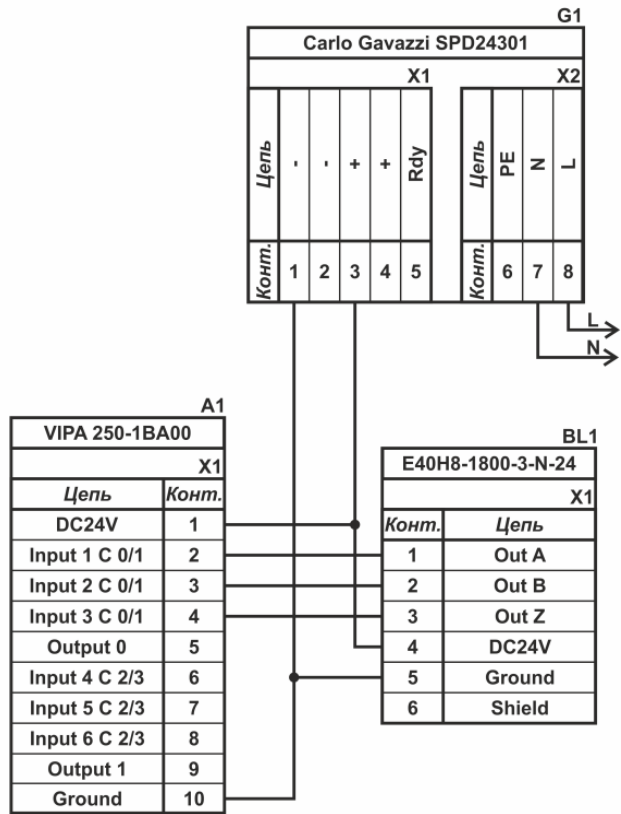 G1
Carlo Gavazzi SPD24301
X1 X2
Цепь - - + + Rdy Цепь PE N L
Конт. 1 2 3 4 5 Конт. 6 7 8
L
N
A1
VIPA 250-1BA00
X1
Цепь Конт.
DC24V 1
Input 1 C 0/1 2
Input 2 C 0/1 3
Input 3 C 0/1 4
Output 0 5
Input 4 C 2/3 6
Input 5 C 2/3 7
Input 6 C 2/3 8
Output 1 9
Ground 10
BL1
E40H8-1800-3-N-24
X1
Конт. Цепь
1 Out A
2 Out B
3 Out Z
4 DC24V
5 Ground
6 Shield